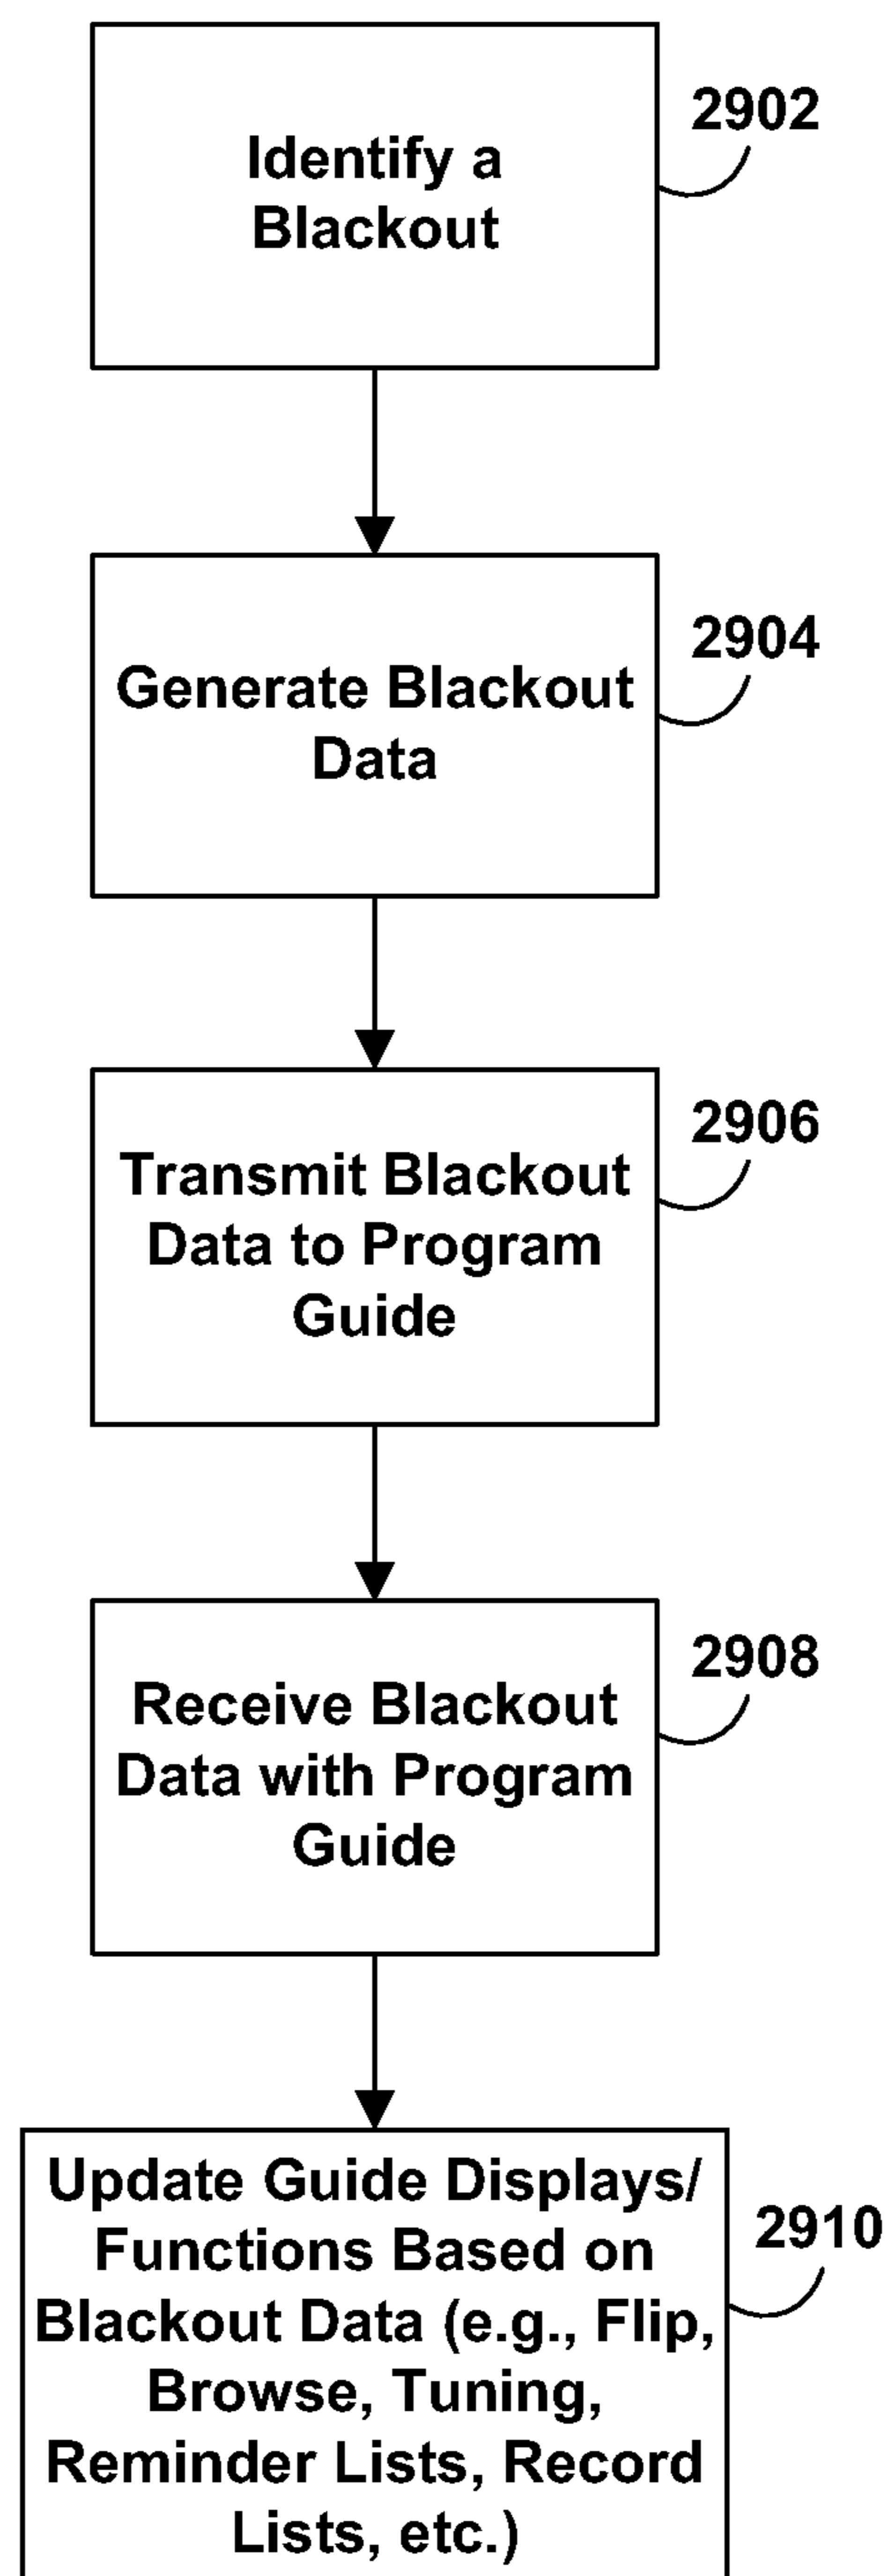 Identify a
Blackout
2902
Generate Blackout
Data
2904
Transmit Blackout
Data to Program
Guide
2906
Receive Blackout
Data with Program
Guide
2908
Update Guide Displays/
Functions Based on
Blackout Data (e.g., Flip,
Browse, Tuning,
Reminder Lists, Record
Lists, etc.)
2910